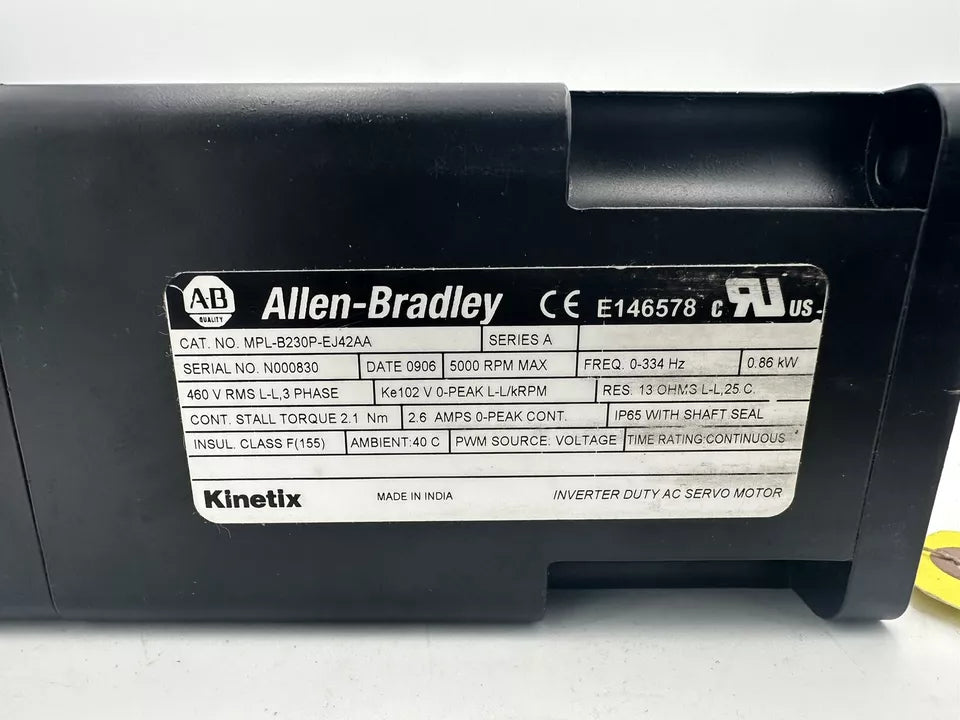 A-B QUALITY Allen-Bradley CE E146578 C RU US
CAT. NO. MPL-B230P-EJ42AA SERIES A
SERIAL NO. N000830 DATE 0906 5000 RPM MAX FREQ. 0-334 Hz 0.86 kW
460 V RMS L-L,3 PHASE Ke102 V 0-PEAK L-L/kRPM RES. 13 OHMS L-L,25 C.
CONT. STALL TORQUE 2.1 Nm 2.6 AMPS 0-PEAK CONT. IP65 WITH SHAFT SEAL
INSUL. CLASS F(155) AMBIENT:40 C PWM SOURCE: VOLTAGE TIME RATING:CONTINUOUS
Kinetix MADE IN INDIA INVERTER DUTY AC SERVO MOTOR